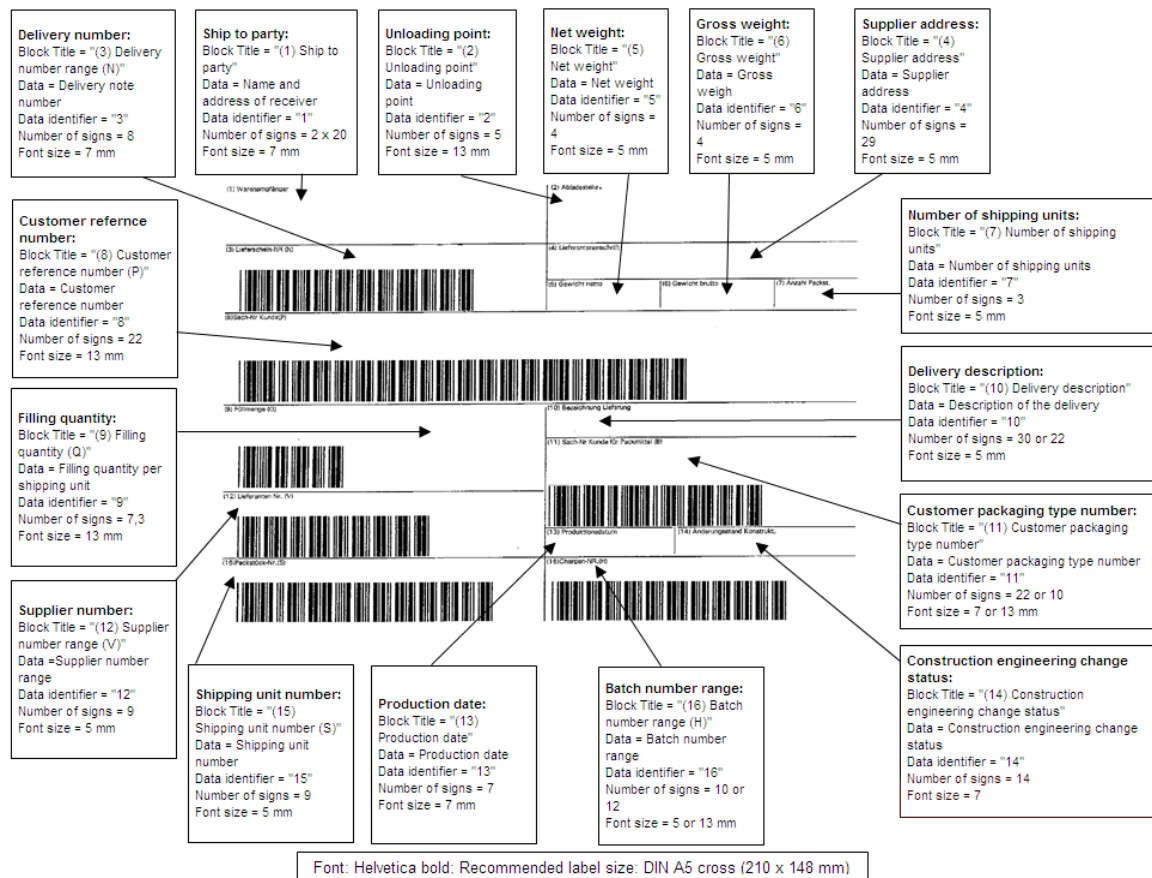 Delivery number:
Block Title = "(3) Delivery
number range (N)"
Data = Delivery note
number
Data identifier = "3"
Number of signs = 8
Font size = 7 mm
Ship to party:
Block Title = "(1) Ship to
party"
Data = Name and
address of receiver
Data identifier = "1"
Number of signs = 2 x 20
Font size = 7 mm
Unloading point:
Block Title = "(2)
Unloading point"
Data = Unloading
point
Data identifier = "2"
Number of signs = 5
Font size = 13 mm
Net weight:
Block Title = "(5)
Net weight"
Data = Net weight
Data identifier = "5"
Number of signs =
4
Font size = 5 mm
Gross weight:
Block Title = "(6)
Gross weight"
Data = Gross
weigh
Data identifier = "6"
Number of signs =
4
Font size = 5 mm
Supplier address:
Block Title = "(4)
Supplier address"
Data = Supplier
address
Data identifier = "4"
Number of signs =
29
Font size = 5 mm
(1) Warenempfänger
(2) Abladestelle
Customer refernce
number:
Block Title = "(8) Customer
reference number (P)"
Data = Customer
reference number
Data identifier = "8"
Number of signs = 22
Font size = 13 mm
(3) Lieferschein-NR (N)
(4) Lieferantenanschrift
(5) Gewicht netto
(6) Gewicht brutto
(7) Anzahl Packst.
(8)Sach-Nr Kunde(P)
Number of shipping units:
Block Title = "(7) Number of shipping
units"
Data = Number of shipping units
Data identifier = "7"
Number of signs = 3
Font size = 5 mm
Filling quantity:
Block Title = "(9) Filling
quantity (Q)"
Data = Filling quantity per
shipping unit
Data identifier = "9"
Number of signs = 7,3
Font size = 13 mm
(9) Füllmenge (Q)
(10) Bezeichnung Lieferung
(11) Sach-Nr Kunde für Packmittel (B)
Delivery description:
Block Title = "(10) Delivery description"
Data = Description of the delivery
Data identifier = "10"
Number of signs = 30 or 22
Font size = 5 mm
(12) Lieferanten Nr. (V)
(13) Produktionsdatum
(14) Änderungsstand Konstrukt.
(15)Packstück-Nr.(S)
(16)Chargen-NR.(H)
Customer packaging type number:
Block Title = "(11) Customer packaging
type number"
Data = Customer packaging type number
Data identifier = "11"
Number of signs = 22 or 10
Font size = 7 or 13 mm
Supplier number:
Block Title = "(12) Supplier
number range (V)"
Data =Supplier number
range
Data identifier = "12"
Number of signs = 9
Font size = 5 mm
Shipping unit number:
Block Title = "(15)
Shipping unit number (S)"
Data = Shipping unit
number
Data identifier = "15"
Number of signs = 9
Font size = 5 mm
Production date:
Block Title = "(13)
Production date"
Data = Production date
Data identifier = "13"
Number of signs = 7
Font size = 7 mm
Batch number range:
Block Title = "(16) Batch
number range (H)"
Data = Batch number
range
Data identifier = "16"
Number of signs = 10 or
12
Font size = 5 or 13 mm
Construction engineering change
status:
Block Title = "(14) Construction
engineering change status"
Data = Construction engineering change
status
Data identifier = "14"
Number of signs = 14
Font size = 7
Font: Helvetica bold; Recommended label size: DIN A5 cross (210 x 148 mm)